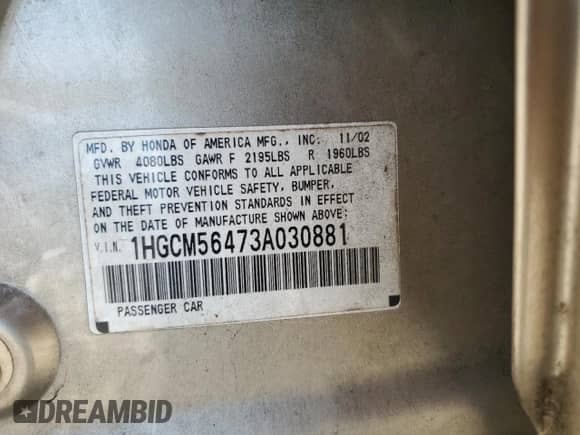 MFD. BY HONDA OF AMERICA MFG., INC. 11/02
GVWR 4080LBS GAWR F 2195LBS R 1960LBS
THIS VEHICLE CONFORMS TO ALL APPLICABLE
FEDERAL MOTOR VEHICLE SAFETY, BUMPER,
AND THEFT PREVENTION STANDARDS IN EFFECT
ON THE DATE OF MANUFACTURE SHOWN ABOVE.
V.I.N. 1HGCM56473A030881
PASSENGER CAR
DREAMBID